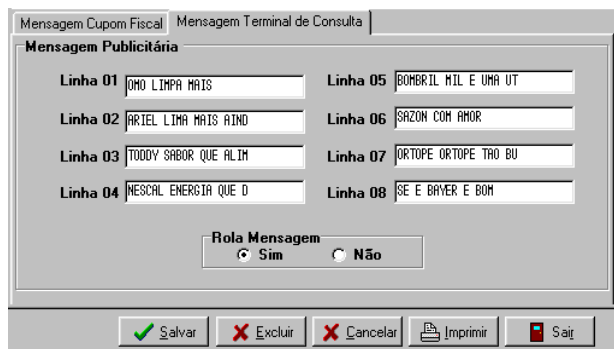 Mensagem Cupom Fiscal Mensagem Terminal de Consulta
Mensagem Publicitária
Linha 01 OMO LIMPA MAIS
Linha 02 ARIEL LIMA MAIS AIND
Linha 03 TODDY SABOR QUE ALIM
Linha 04 NESCAL ENERGIA QUE D
Linha 05 BOMBRIL MIL E UMA UT
Linha 06 SAZON COM AMOR
Linha 07 ORTOPE ORTOPE TAO BU
Linha 08 SE E BAYER E BOM
Rola Mensagem
Sim Não
Salvar Excluir Cancelar Imprimir Sair